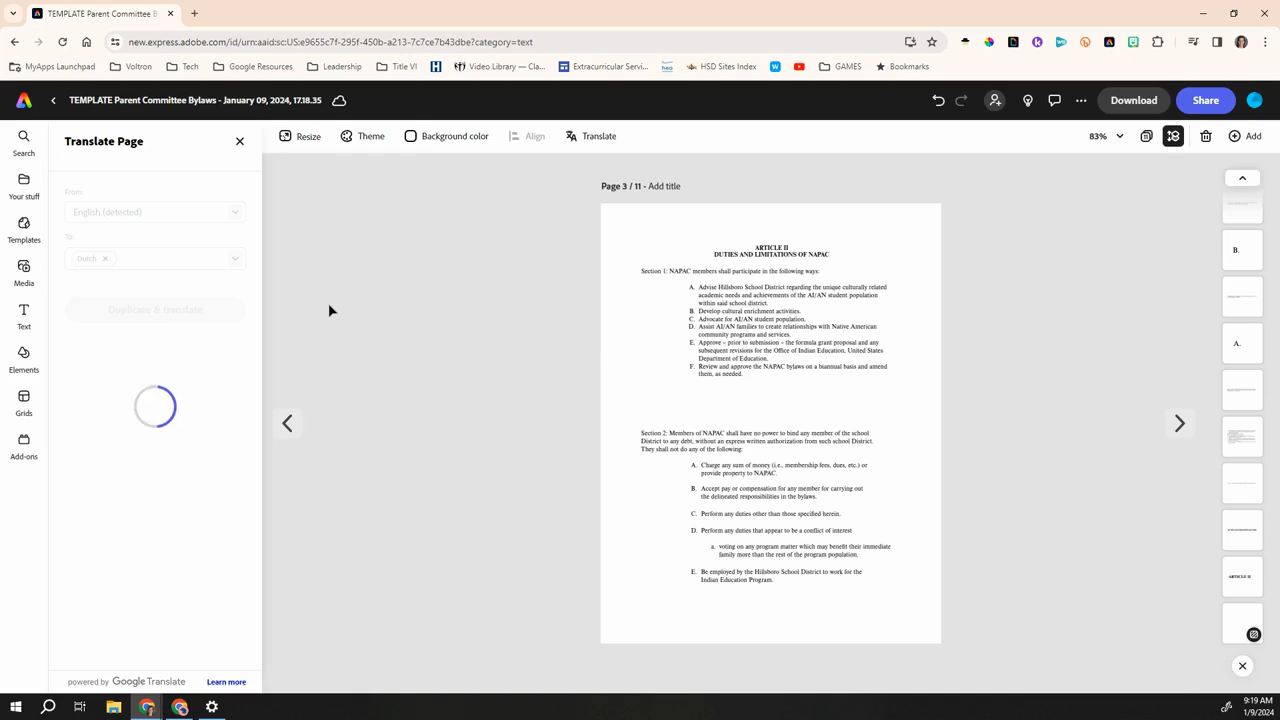 TEMPLATE Parent Committee B
new.express.adobe.com/id/urn:aaid:sc:US:e9655c7f-295f-450b-a213-7c7ce7b43dbe?category=text
MyApps Launchpad
Voltron
Tech
Google Resources
Leadership
Title VI
Video Library — Cla...
Extracurricular Servi...
HSD Sites Index
GAMES
Bookmarks
TEMPLATE Parent Committee Bylaws - January 09, 2024, 17.18.35
Download
Share
Search
Your stuff
Templates
Media
Text
Elements
Grids
Add-ons
Translate Page
From:
English (detected)
To:
Dutch
Duplicate & translate
powered by Google Translate
Learn more
Resize
Theme
Background color
Align
Translate
83%
Add
Page 3 / 11 - Add title
ARTICLE II
DUTIES AND LIMITATIONS OF NAPAC
Section 1: NAPAC members shall participate in the following ways:
A. Advise Hillsboro School District regarding the unique culturally related
academic needs and achievements of the AI/AN student population
within said school district.
B. Develop cultural enrichment activities.
C. Advocate for AI/AN student population.
D. Assist AI/AN families to create relationships with Native American
community programs and services.
E. Approve – prior to submission – the formula grant proposal and any
subsequent revisions for the Office of Indian Education, United States
Department of Education.
F. Review and approve the NAPAC bylaws on a biannual basis and amend
them, as needed.
Section 2: Members of NAPAC shall have no power to bind any member of the school
District to any debt, without an express written authorization from such school District.
They shall not do any of the following:
A. Charge any sum of money (i.e., membership fees, dues, etc.) or
provide property to NAPAC.
B. Accept pay or compensation for any member for carrying out
the delineated responsibilities in the bylaws.
C. Perform any duties other than those specified herein.
D. Perform any duties that appear to be a conflict of interest
a. voting on any program matter which may benefit their immediate
family more than the rest of the program population.
E. Be employed by the Hillsboro School District to work for the
Indian Education Program.
B.
A.
ARTICLE II
9:19 AM
1/9/2024